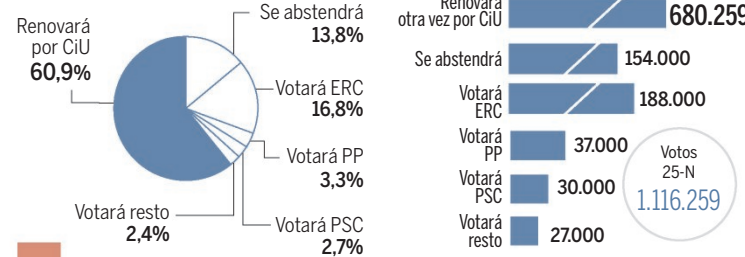 Renovará
por CiU
60,9%
Se abstendrá
13,8%
Votará ERC
16,8%
Votará PP
3,3%
Votará PSC
2,7%
Votará resto
2,4%
Renovará
otra vez por CiU
680.259
Se abstendrá
154.000
Votará
ERC
188.000
Votará
PP
37.000
Votará
PSC
30.000
Votará
resto
27.000
Votos
25-N
1.116.259